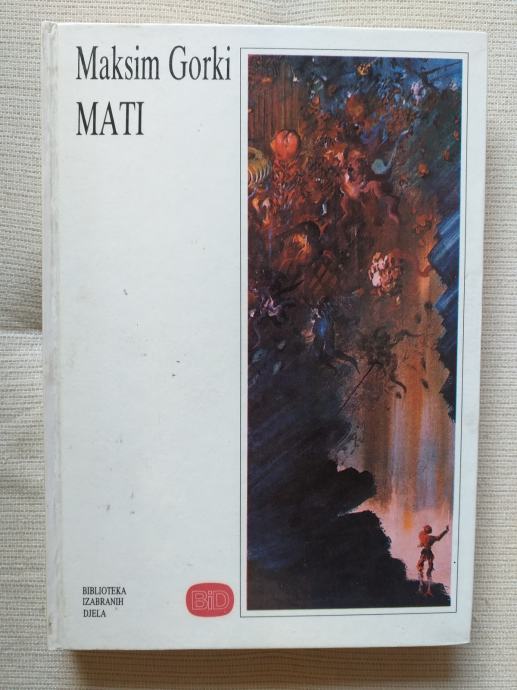 Maksim Gorki
MATI
BIBLIOTEKA
IZABRANIH
DJELA
BiD